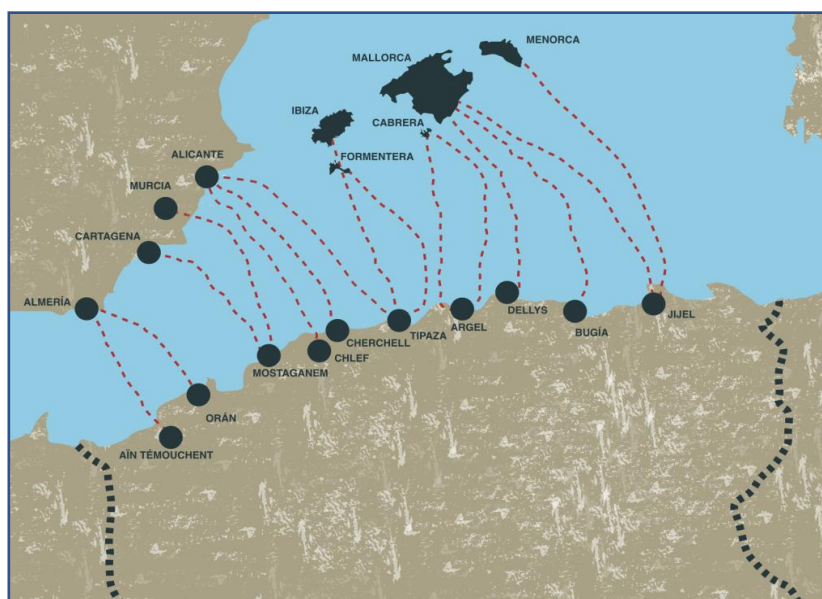 MENORCA
MALLORCA
IBIZA
CABRERA
ALICANTE
FORMENTERA
MURCIA
CARTAGENA
ALMERÍA
DELLYS
JIJEL
ARGEL
BUGÍA
TIPAZA
CHERCHELL
CHLEF
MOSTAGANEM
ORÁN
AÏN TÉMOUCHENT